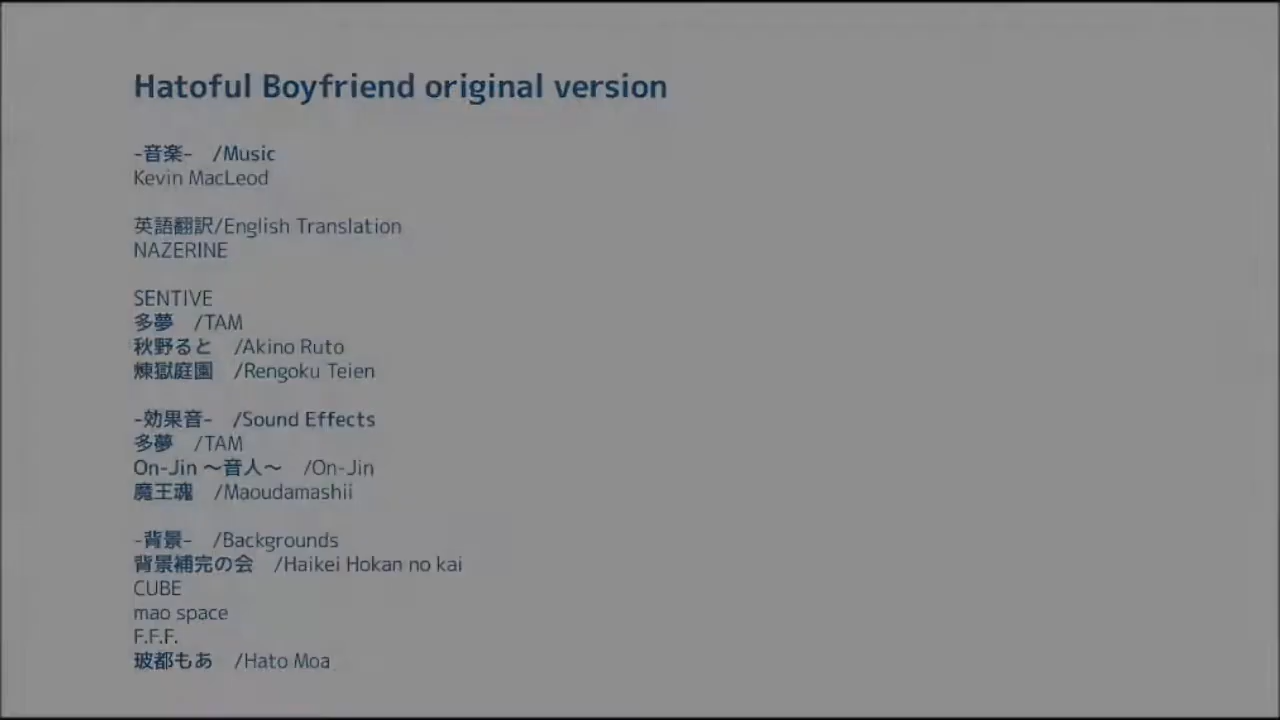 Hatoful Boyfriend original version
-音楽- /Music
Kevin MacLeod
英語翻訳/English Translation
NAZERINE
SENTIVE
多夢 /TAM
秋野ると /Akino Ruto
煉獄庭園 /Rengoku Teien
-効果音- /Sound Effects
多夢 /TAM
On-Jin ～音人～ /On-Jin
魔王魂 /Maoudamashii
-背景- /Backgrounds
背景補完の会 /Haikei Hokan no kai
CUBE
mao space
F.F.F.
玻都もあ /Hato Moa